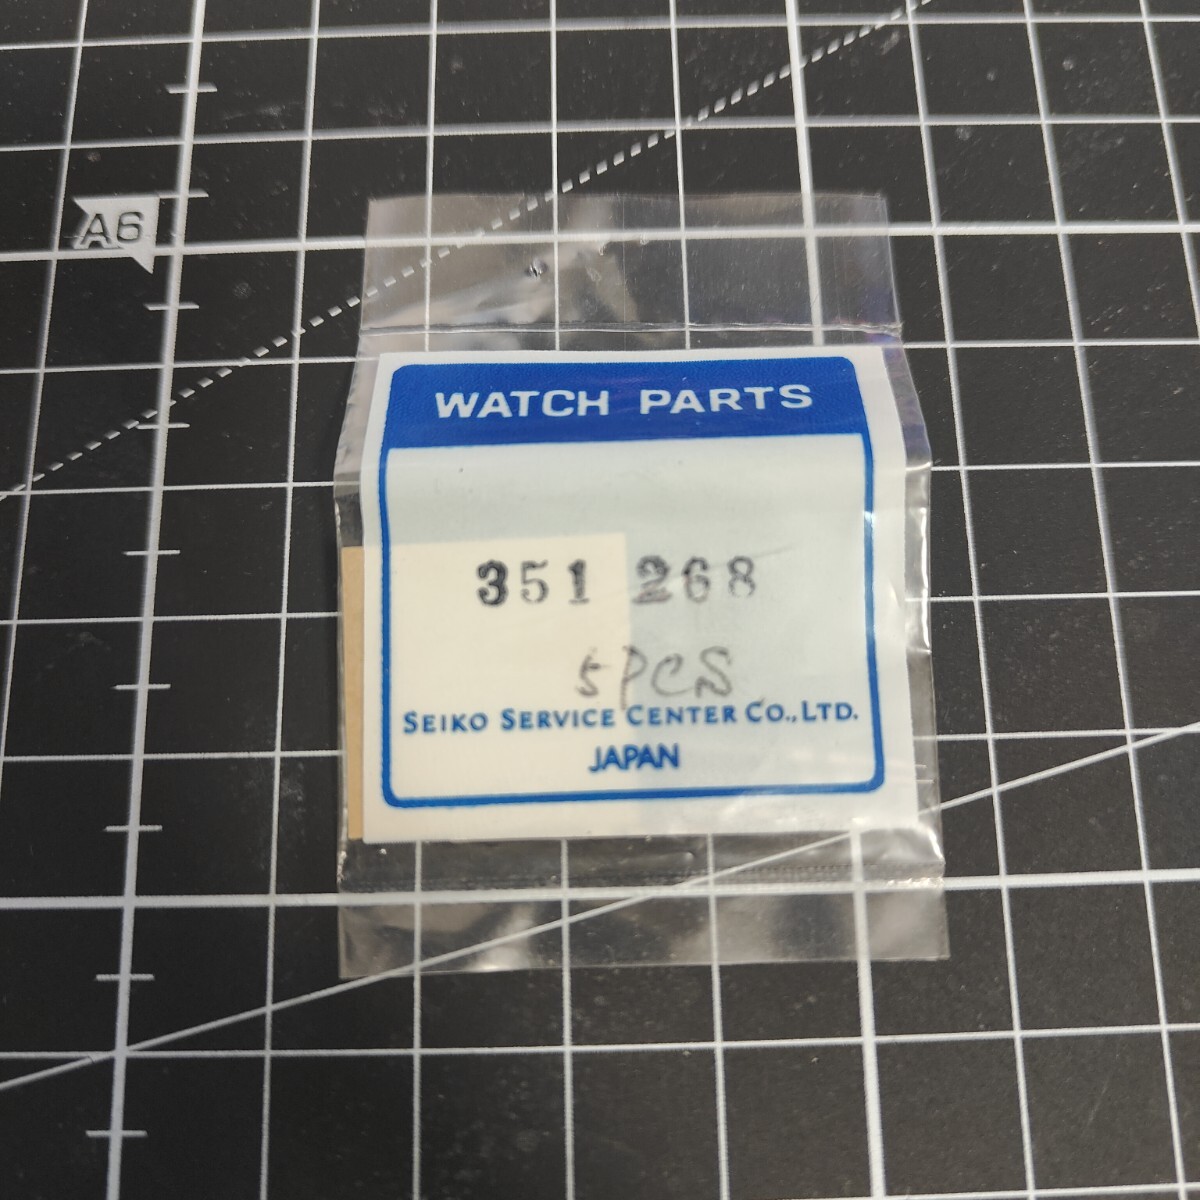 A6
WATCH PARTS
351 268
5PCS
SEIKO SERVICE CENTER CO.,LTD.
JAPAN